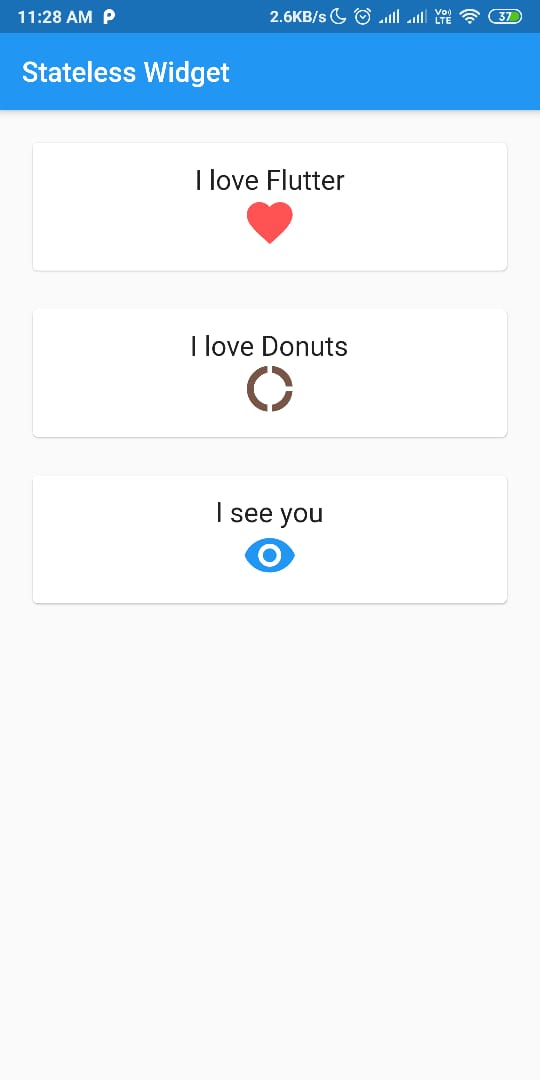 11:28 AM P 2.6KB/s Vo) LTE 37
Stateless Widget
I love Flutter
I love Donuts
I see you